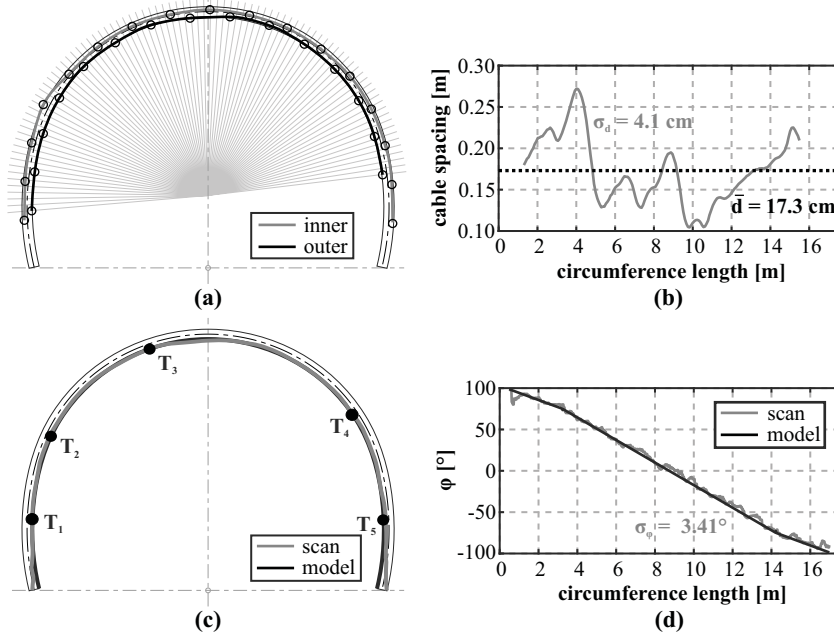 inner
outer
(a)
cable spacing [m]
0.30
0.25
0.20
0.15
0.10
σd = 4.1 cm
d̄ = 17.3 cm
0 2 4 6 8 10 12 14 16
circumference length [m]
(b)
T1
T2
T3
T4
T5
scan
model
(c)
φ [°]
100
50
0
-50
-100
scan
model
σφ = 3.41°
0 2 4 6 8 10 12 14 16
circumference length [m]
(d)